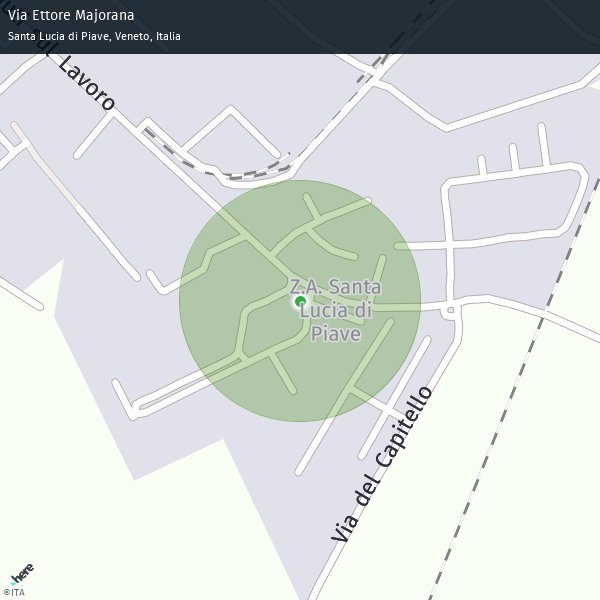 Via Ettore Majorana
Santa Lucia di Piave, Veneto, Italia
sul Lavoro
Z.A. Santa
Lucia di
Piave
Via del Capitello
here
©ITA